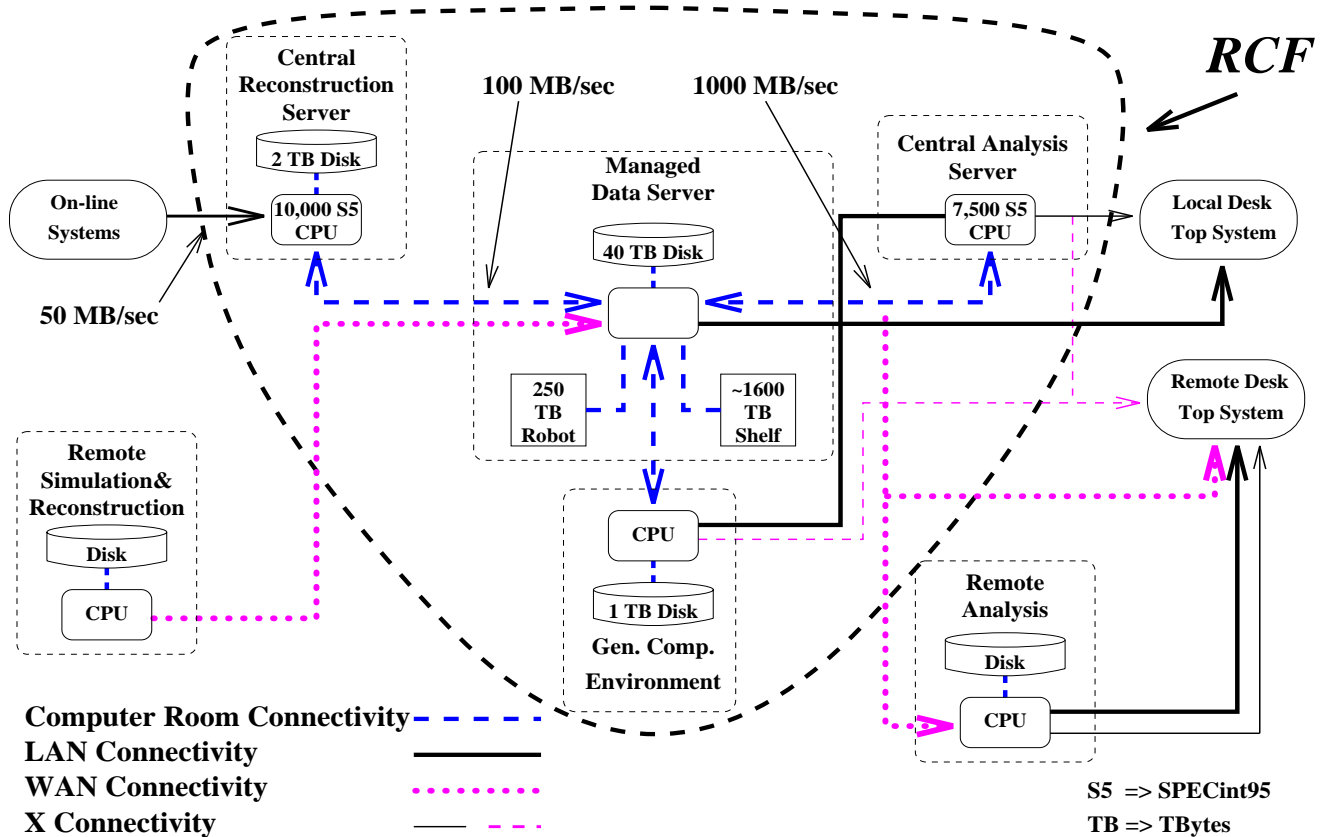 RCF
Central
Reconstruction
Server
2 TB Disk
10,000 S5
CPU
100 MB/sec
1000 MB/sec
Managed
Data Server
40 TB Disk
Central Analysis
Server
7,500 S5
CPU
On-line
Systems
50 MB/sec
Local Desk
Top System
250
TB
Robot
~1600
TB
Shelf
Remote Desk
Top System
Remote
Simulation&
Reconstruction
Disk
CPU
CPU
1 TB Disk
Gen. Comp.
Environment
Remote
Analysis
Disk
CPU
Computer Room Connectivity
LAN Connectivity
WAN Connectivity
X Connectivity
S5 => SPECint95
TB => TBytes